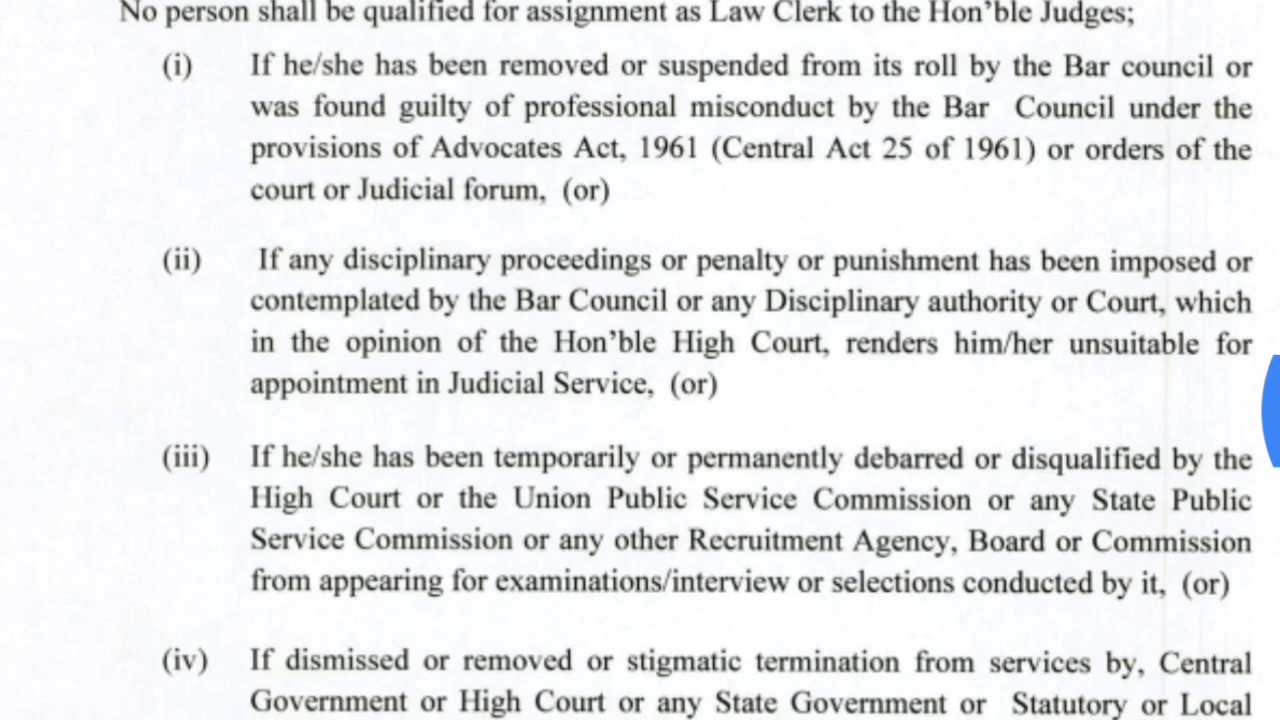 No person shall be qualified for assignment as Law Clerk to the Hon'ble Judges;
(i) If he/she has been removed or suspended from its roll by the Bar council or
was found guilty of professional misconduct by the Bar Council under the
provisions of Advocates Act, 1961 (Central Act 25 of 1961) or orders of the
court or Judicial forum, (or)
(ii) If any disciplinary proceedings or penalty or punishment has been imposed or
contemplated by the Bar Council or any Disciplinary authority or Court, which
in the opinion of the Hon'ble High Court, renders him/her unsuitable for
appointment in Judicial Service, (or)
(iii) If he/she has been temporarily or permanently debarred or disqualified by the
High Court or the Union Public Service Commission or any State Public
Service Commission or any other Recruitment Agency, Board or Commission
from appearing for examinations/interview or selections conducted by it, (or)
(iv) If dismissed or removed or stigmatic termination from services by, Central
Government or High Court or any State Government or Statutory or Local